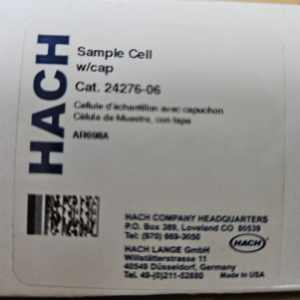 HACH
Sample Cell
w/cap
Cat. 24276-06
Cellule d'échantillon avec capuchon
Célula de Muestra, con tapa
AR698A
HACH COMPANY HEADQUARTERS
P.O. Box 389, Loveland CO 80539
Tel: (970) 669-3050
HACH LANGE GmbH
Willstätterstrasse 11
40549 Düsseldorf, Germany
Tel. 49-(0)211-52880
HACH
Made in USA